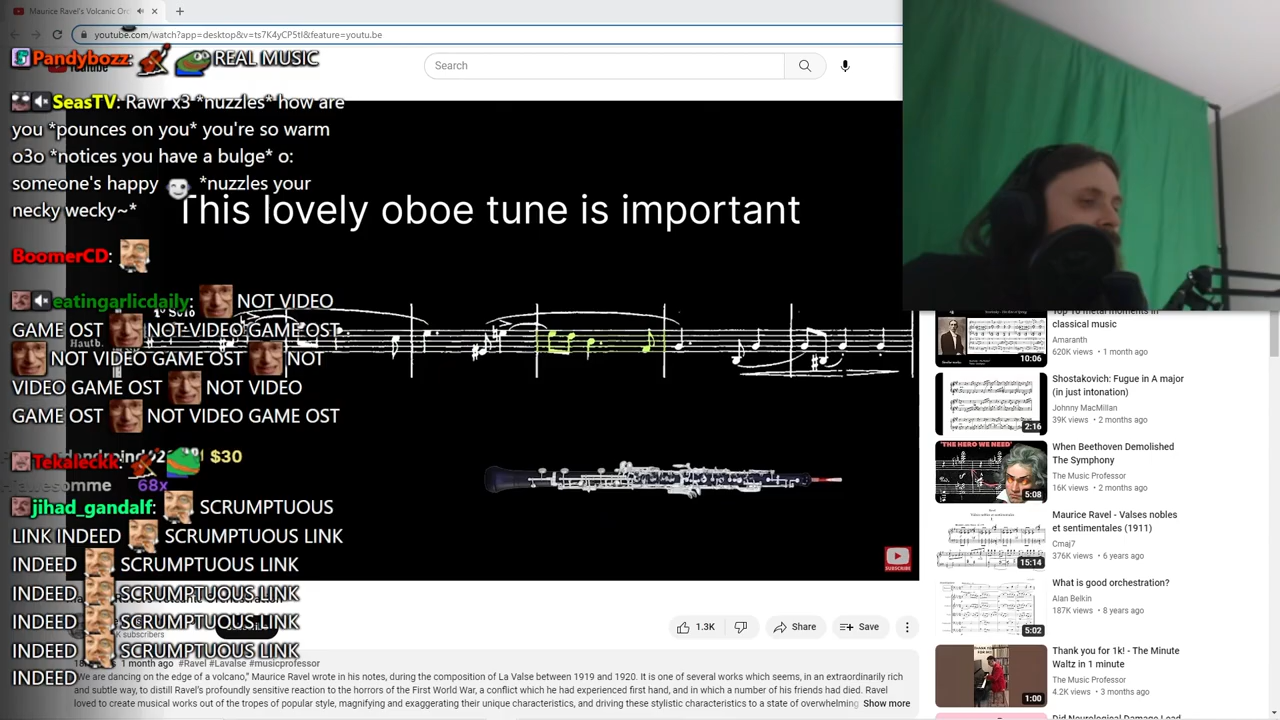 Maurice Ravel's Volcanic Or
youtube.com/watch?app=desktop&v=ts7K4yCP5tI&feature=youtu.be
Search
Pandybozz: REAL MUSIC
SeasTV: Rawr x3 *nuzzles* how are
you *pounces on you* you're so warm
o3o *notices you have a bulge* o:
someone's happy *nuzzles your
necky wecky~*
BoomerCD:
eatingarlicdaily: NOT VIDEO
GAME OST NOT VIDEO GAME OST
NOT VIDEO GAME OST NOT
VIDEO GAME OST NOT VIDEO
GAME OST NOT VIDEO GAME OST
$30
Tekaleckk:
68x
jihad_gandalf: SCRUMPTUOUS
LINK INDEED SCRUMPTUOUS LINK
INDEED SCRUMPTUOUS LINK
INDEED SCRUMPTUOUS LINK
INDEED SCRUMPTUOUS LINK
INDEED SCRUMPTUOUS LINK
INDEED
This lovely oboe tune is important
1º Solo
Hautb.
SUBSCRIBE
subscribers
1.3K
Share
Save
1 month ago #Ravel #Lavalse #musicprofessor
"We are dancing on the edge of a volcano," Maurice Ravel wrote in his notes, during the composition of La Valse between 1919 and 1920. It is one of several works which seems, in an extraordinarily rich
and subtle way, to distill Ravel's profoundly sensitive reaction to the horrors of the First World War, a conflict which he had experienced first hand, and in which a number of his friends had died. Ravel
loved to create musical works out of the tropes of popular style, magnifying and exaggerating their unique characteristics, and driving these stylistic characteristics to a state of overwhelming Show more
Top 10 metal moments in
classical music
Amaranth
620K views • 1 month ago
10:06
Shostakovich: Fugue in A major
(in just intonation)
Johnny MacMillan
39K views • 2 months ago
2:16
When Beethoven Demolished
The Symphony
The Music Professor
16K views • 2 months ago
"THE HERO WE NEED"
5:08
Maurice Ravel - Valses nobles
et sentimentales (1911)
Cmaj7
376K views • 6 years ago
15:14
What is good orchestration?
Alan Belkin
187K views • 8 years ago
5:02
Thank you for 1k! - The Minute
Waltz in 1 minute
4.2K views • 3 months ago
1:00
Did Neurological Damage Lead